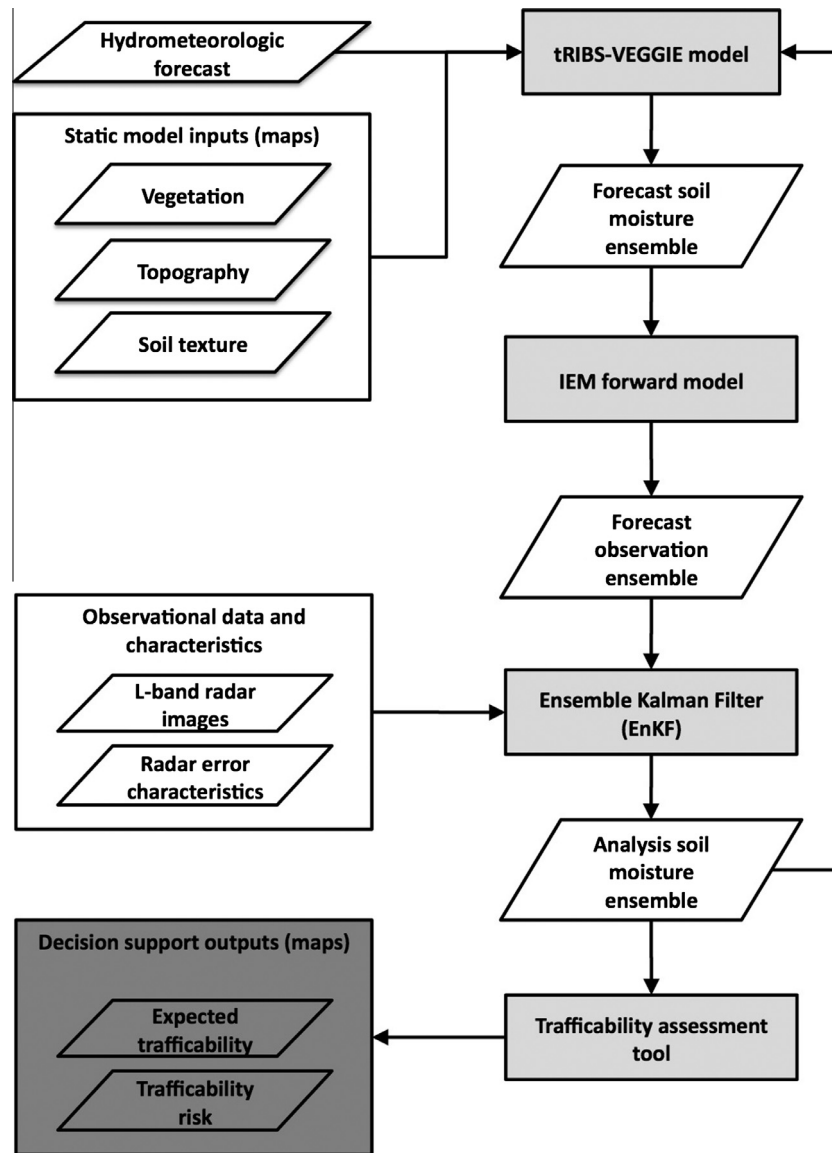 Hydrometeorologic
forecast
tRIBS-VEGGIE model
Static model inputs (maps)
Vegetation
Topography
Soil texture
Forecast soil
moisture
ensemble
IEM forward model
Forecast
observation
ensemble
Observational data and
characteristics
L-band radar
images
Radar error
characteristics
Ensemble Kalman Filter
(EnKF)
Analysis soil
moisture
ensemble
Decision support outputs (maps)
Expected
trafficability
Trafficability
risk
Trafficability assessment
tool